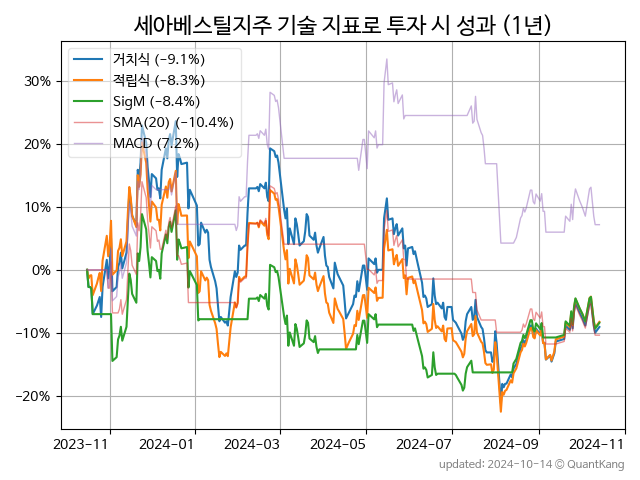 세아베스틸지주 기술 지표로 투자 시 성과 (1년)
거치식 (−9.1%)
적립식 (−8.3%)
SigM (−8.4%)
SMA(20) (−10.4%)
MACD (7.2%)
30%
20%
10%
0%
−10%
−20%
2023−11 2024−01 2024−03 2024−05 2024−07 2024−09 2024−11
updated: 2024-10-14 © QuantKang